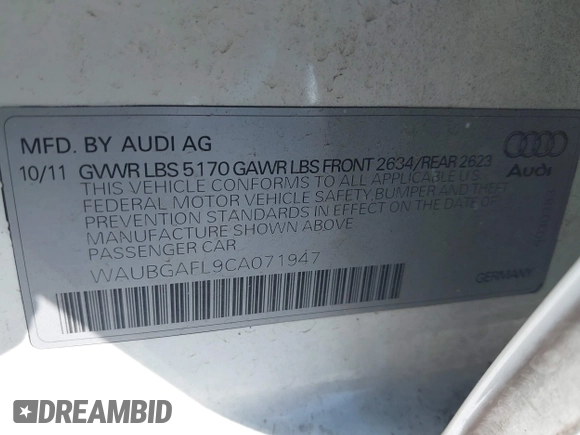 MFD. BY AUDI AG
10/11 GVWR LBS 5170 GAWR LBS FRONT 2634/REAR 2623
Audi
THIS VEHICLE CONFORMS TO ALL APPLICABLE U.S.
FEDERAL MOTOR VEHICLE SAFETY BUMPER AND THEFT
PREVENTION STANDARDS IN EFFECT ON THE DATE OF
MANUFACTURE SHOWN ABOVE
PASSENGER CAR
WAUBGAFL9CA071947
GERMANY
DREAMBID